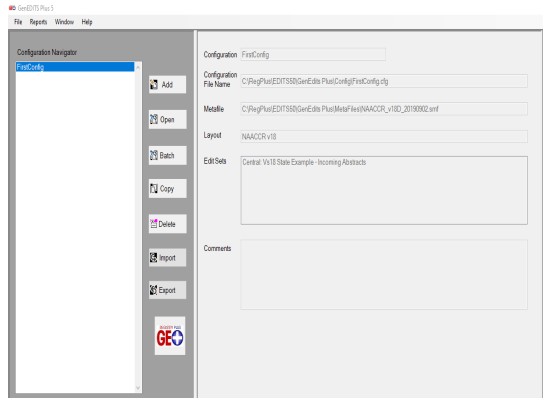 GenEDITS Plus 5
File Reports Window Help
Configuration Navigator
FirstConfig
Add
Open
Batch
Copy
Delete
Import
Export
GENEDITS PLUS
GEO
Configuration FirstConfig
Configuration
File Name C:\RegPlus\EDITS50\GenEdits Plus\Config\FirstConfig.cfg
Metafile C:\RegPlus\EDITS50\GenEdits Plus\MetaFiles\NAACCR_v18D_20190902.smf
Layout NAACCR v18
Edit Sets Central: Vs18 State Example - Incoming Abstracts
Comments